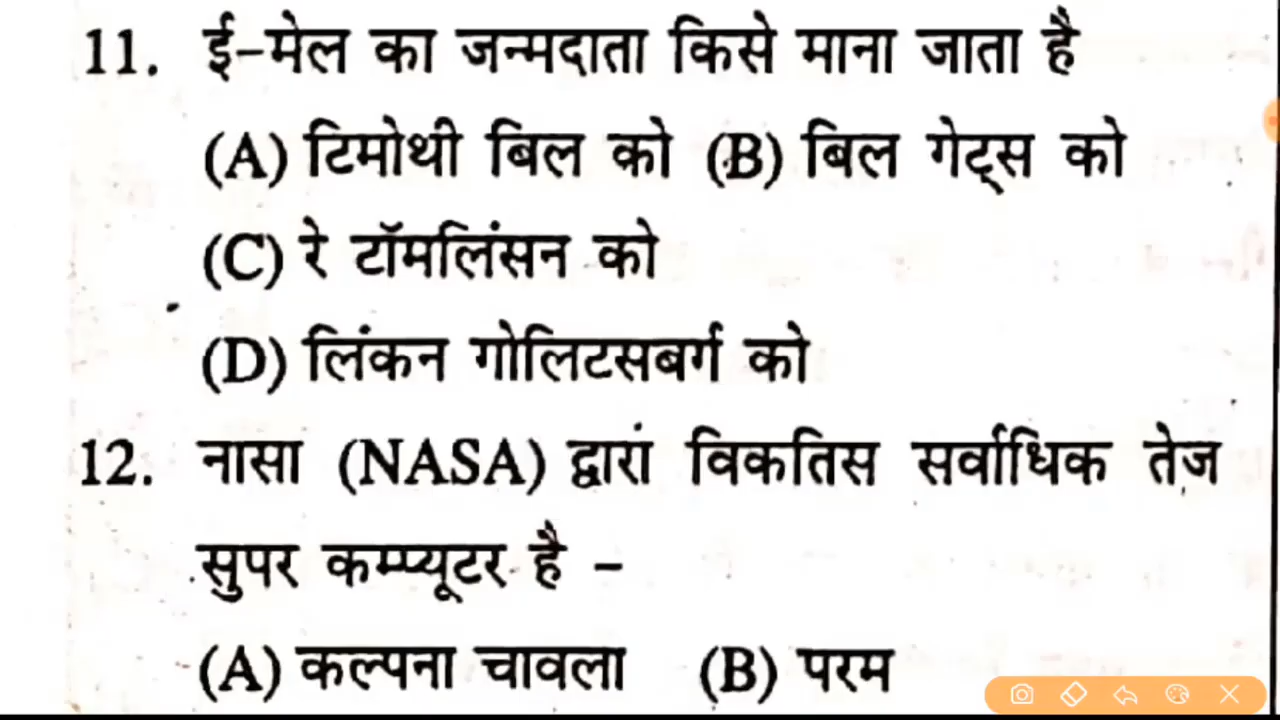 11. ई-मेल का जन्मदाता किसे माना जाता है
(A) टिमोथी बिल को (B) बिल गेट्स को
(C) रे टॉमलिंसन को
(D) लिंकन गोलिटसबर्ग को
12. नासा (NASA) द्वारा विकतिस सर्वाधिक तेज
सुपर कम्प्यूटर है –
(A) कल्पना चावला (B) परम